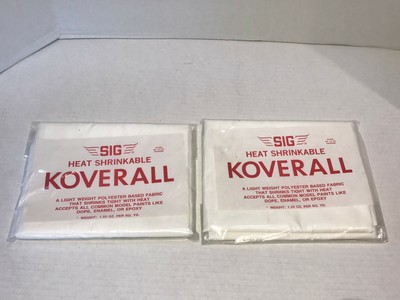 SIG
HEAT SHRINKABLE
KOVERALL
A LIGHT WEIGHT POLYESTER BASED FABRIC
THAT SHRINKS TIGHT WITH HEAT
ACCEPTS ALL COMMON MODEL PAINTS LIKE
DOPE, ENAMEL, OR EPOXY
SIG
HEAT SHRINKABLE
KOVERALL
A LIGHT WEIGHT POLYESTER BASED FABRIC
THAT SHRINKS TIGHT WITH HEAT
ACCEPTS ALL COMMON MODEL PAINTS LIKE
DOPE, ENAMEL, OR EPOXY